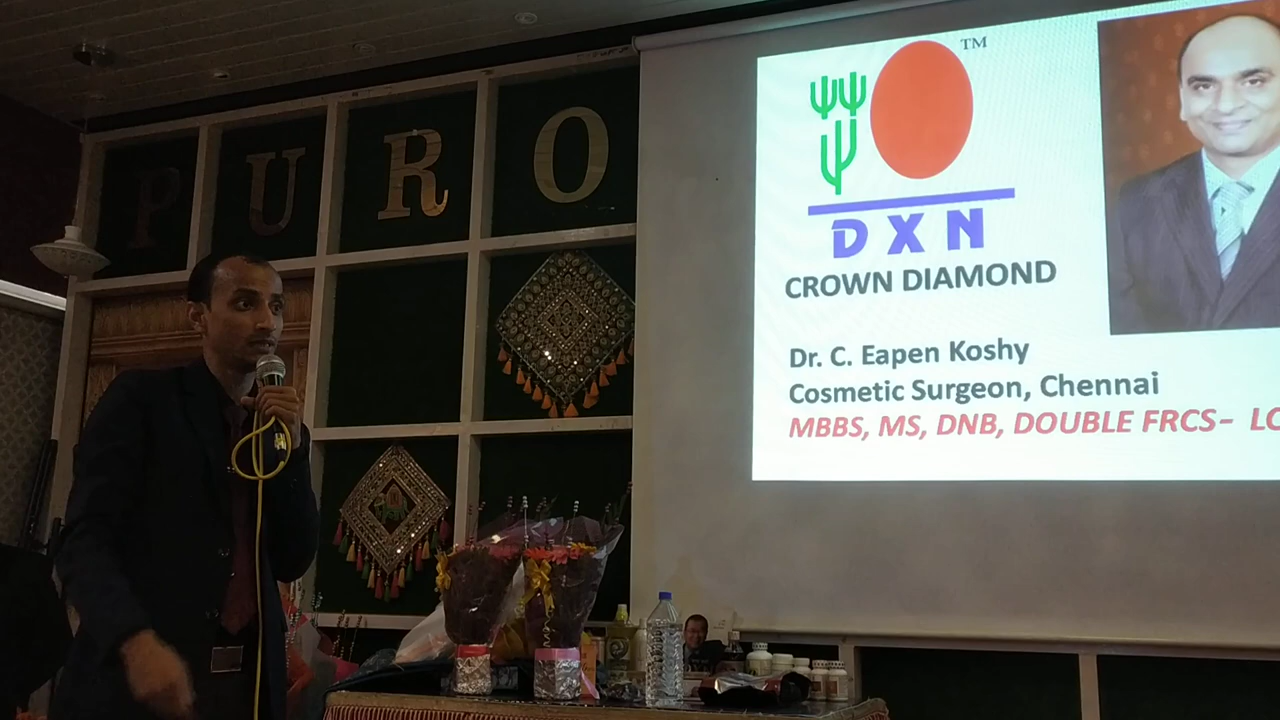 PURO
TM
DXN
CROWN DIAMOND
Dr. C. Eapen Koshy
Cosmetic Surgeon, Chennai
MBBS, MS, DNB, DOUBLE FRCS-